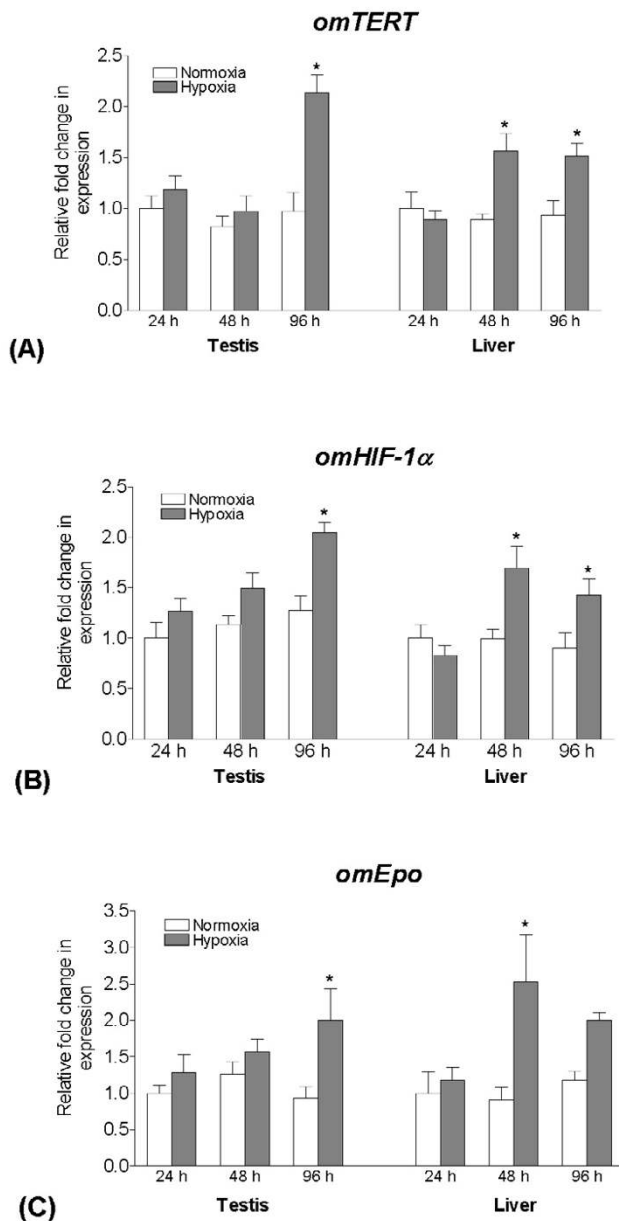 omTERT
Relative fold change in
expression
2.5
2.0
1.5
1.0
0.5
0.0
Normoxia
Hypoxia
*
*
*
24 h 48 h 96 h 24 h 48 h 96 h
Testis Liver
(A)
omHIF-1α
Relative fold change in
expression
2.5
2.0
1.5
1.0
0.5
0.0
Normoxia
Hypoxia
*
*
*
24 h 48 h 96 h 24 h 48 h 96 h
Testis Liver
(B)
omEpo
Relative fold change in
expression
3.5
3.0
2.5
2.0
1.5
1.0
0.5
0.0
Normoxia
Hypoxia
*
*
24 h 48 h 96 h 24 h 48 h 96 h
Testis Liver
(C)